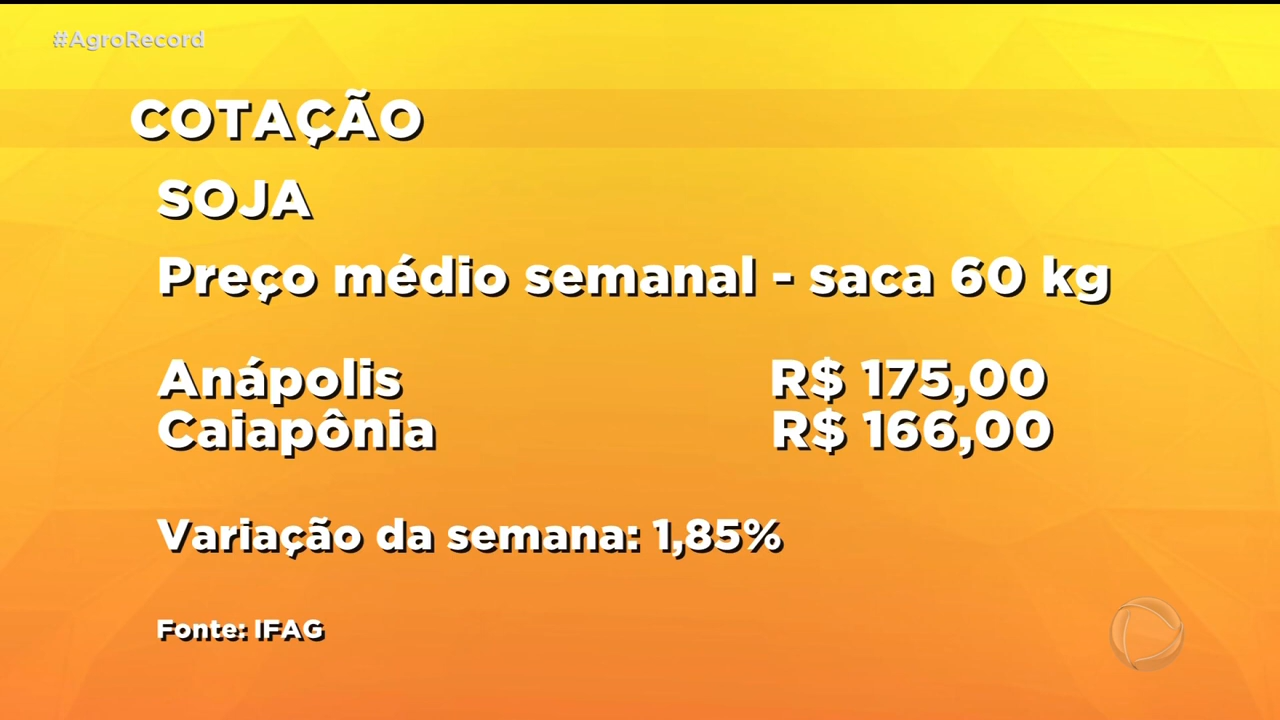 #AgroRecord
COTAÇÃO
SOJA
Preço médio semanal - saca 60 kg
Anápolis R$ 175,00
Caiapônia R$ 166,00
Variação da semana: 1,85%
Fonte: IFAG